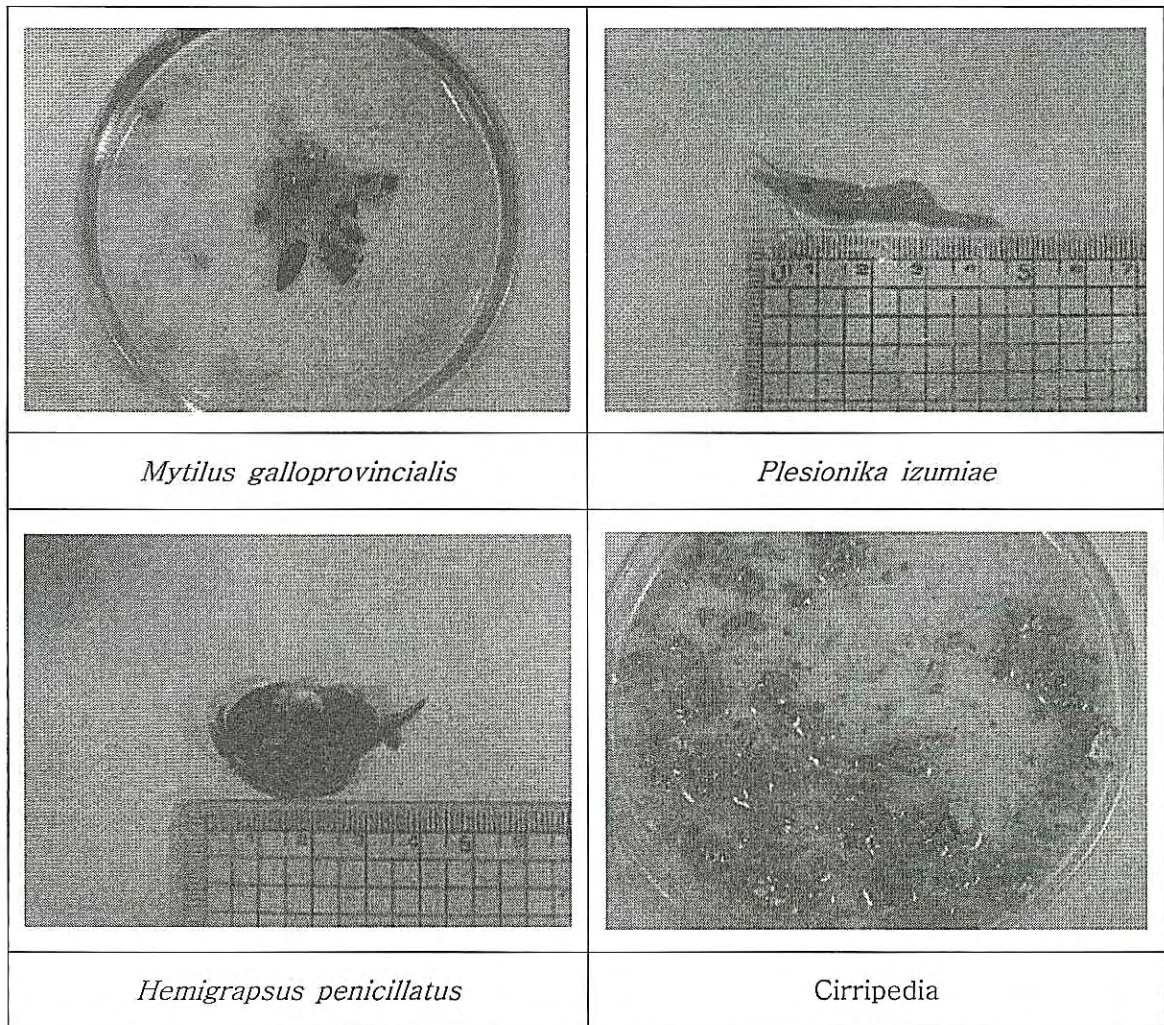 Mytilus galloprovincialis
Plesionika izumiae
Hemigrapsus penicillatus
Cirripedia